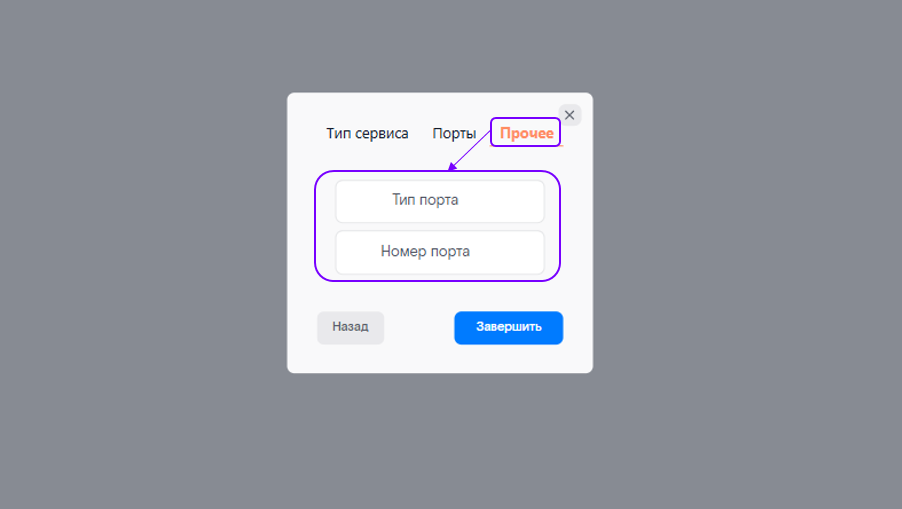 Тип сервиса Порты Прочее
Тип порта
Номер порта
Назад Завершить